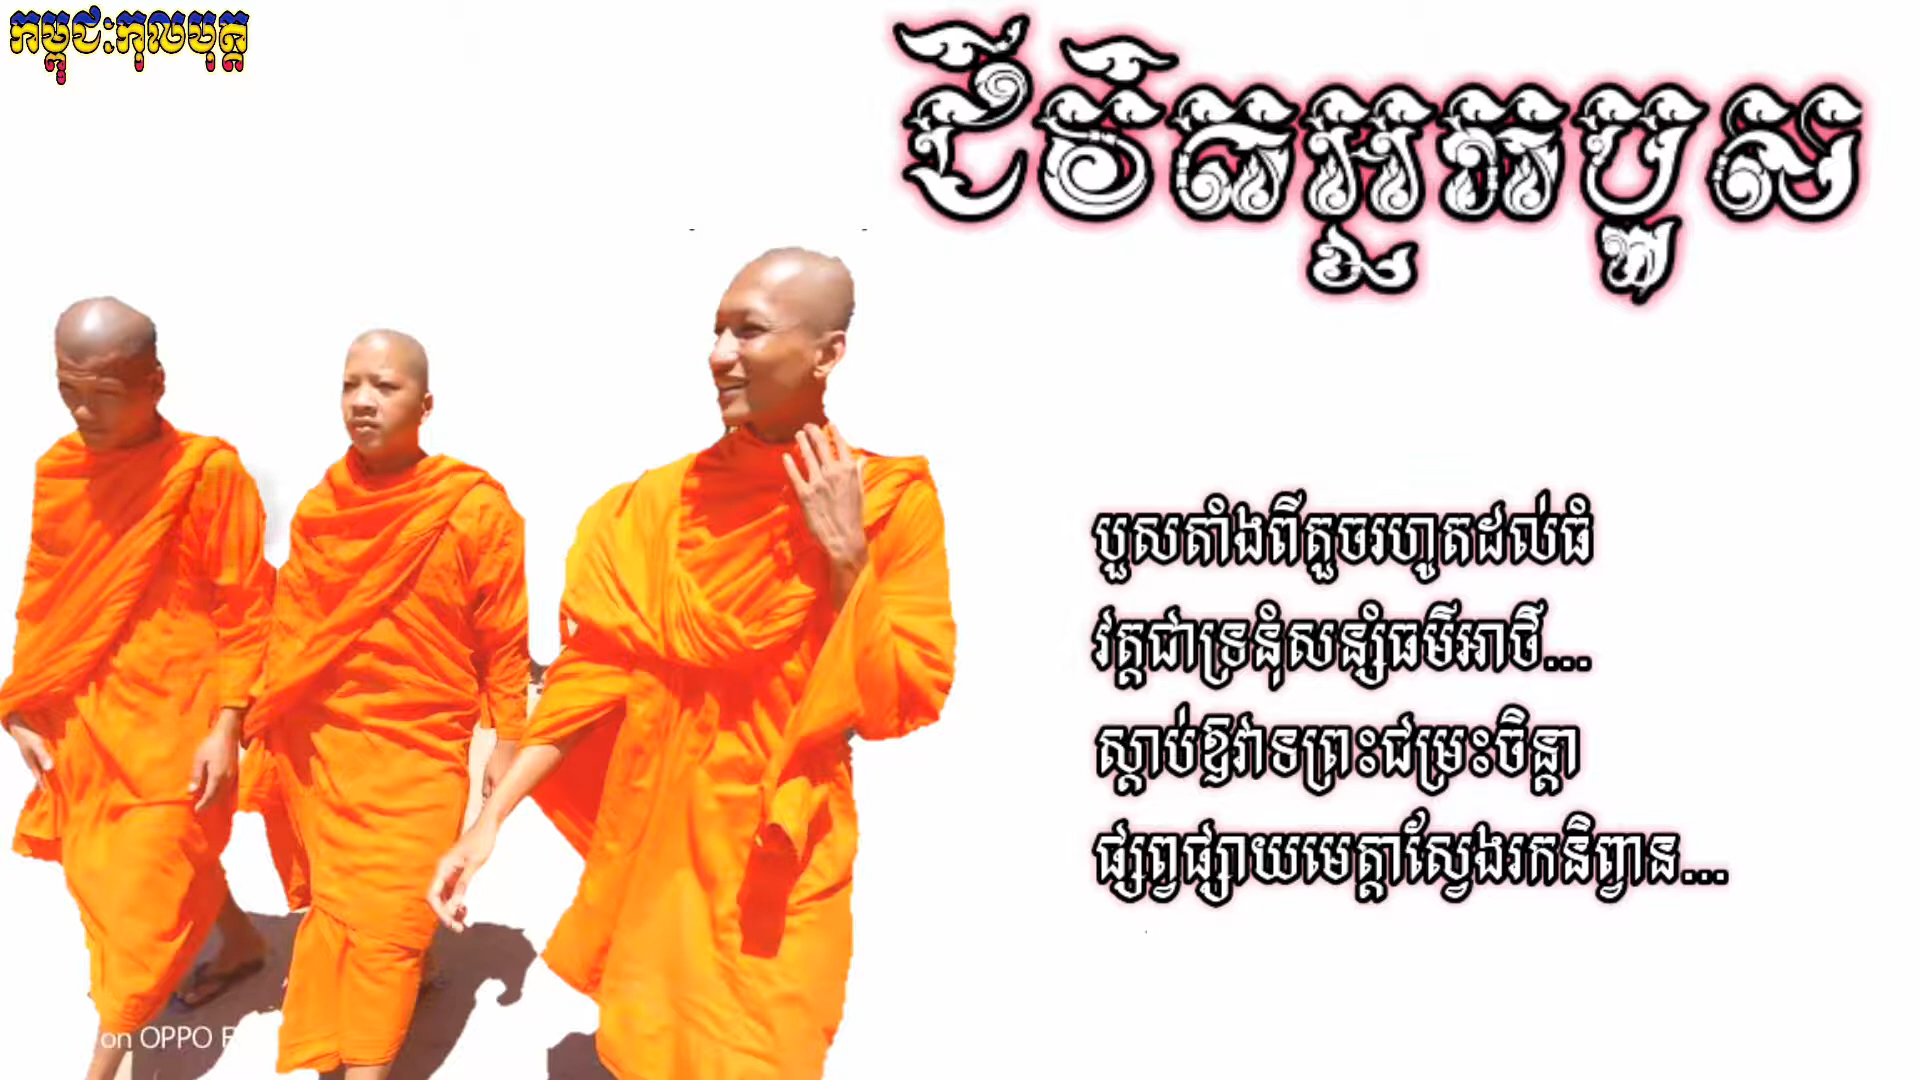 កម្ពុជៈកុលបុត្ត
ជីវិតអ្នកបួស
បួសតាំងពីតូចរហូតដល់ធំ
វត្តជាទ្រនុំសន្សំធម៌អាថ៌...
ស្ដាប់ឱវាទព្រះជម្រះចិន្តា
ផ្សព្វផ្សាយមេត្តាស្វែងរកនិព្វាន...
on OPPO F